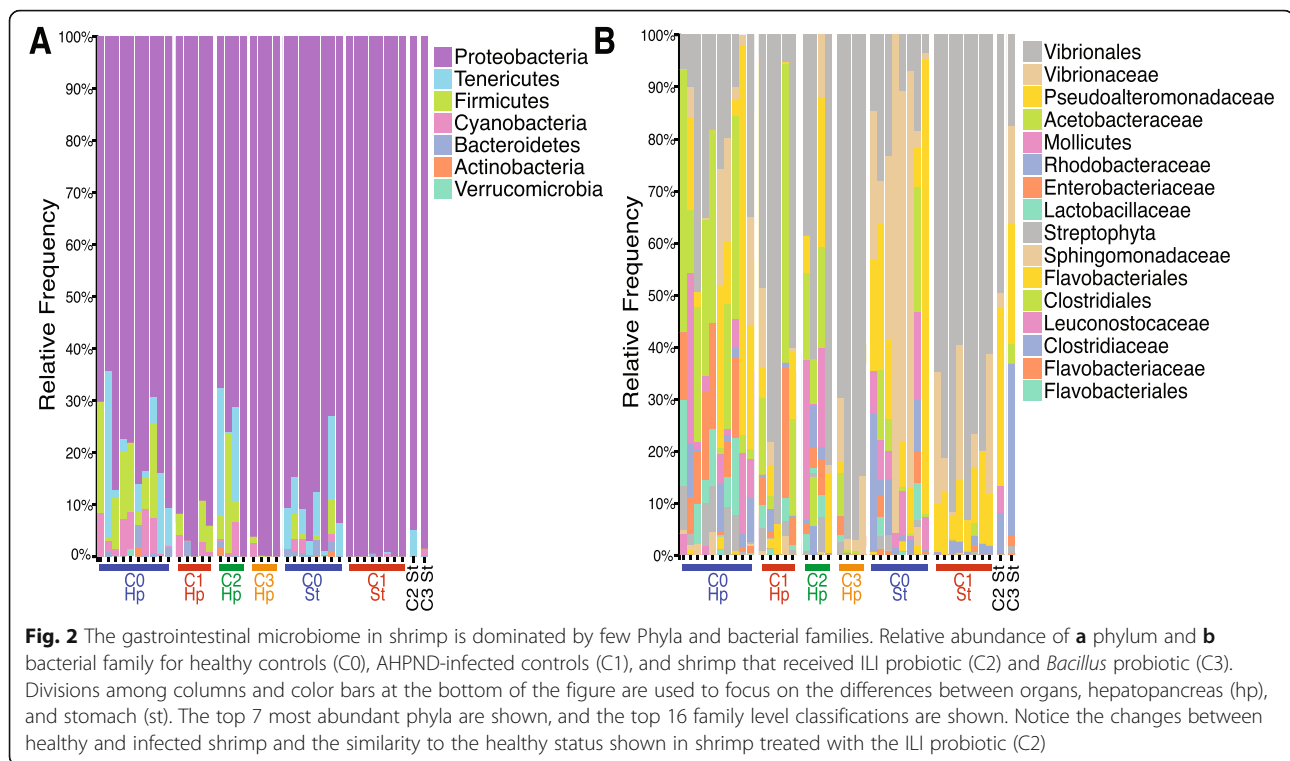 A
100%
90%
80%
70%
60%
50%
40%
30%
20%
10%
0%
Relative Frequency
Proteobacteria
Tenericutes
Firmicutes
Cyanobacteria
Bacteroidetes
Actinobacteria
Verrucomicrobia
C0 C1 C2 C3 C0 C1
Hp Hp Hp Hp St St
C2 St
C3 St
B
100%
90%
80%
70%
60%
50%
40%
30%
20%
10%
0%
Relative Frequency
Vibrionales
Vibrionaceae
Pseudoalteromonadaceae
Acetobacteraceae
Mollicutes
Rhodobacteraceae
Enterobacteriaceae
Lactobacillaceae
Streptophyta
Sphingomonadaceae
Flavobacteriales
Clostridiales
Leuconostocaceae
Clostridiaceae
Flavobacteriaceae
Flavobacteriales
C0 C1 C2 C3 C0 C1
Hp Hp Hp Hp St St
C2 St
C3 St
Fig. 2 The gastrointestinal microbiome in shrimp is dominated by few Phyla and bacterial families. Relative abundance of a phylum and b
bacterial family for healthy controls (C0), AHPND-infected controls (C1), and shrimp that received ILI probiotic (C2) and Bacillus probiotic (C3).
Divisions among columns and color bars at the bottom of the figure are used to focus on the differences between organs, hepatopancreas (hp),
and stomach (st). The top 7 most abundant phyla are shown, and the top 16 family level classifications are shown. Notice the changes between
healthy and infected shrimp and the similarity to the healthy status shown in shrimp treated with the ILI probiotic (C2)